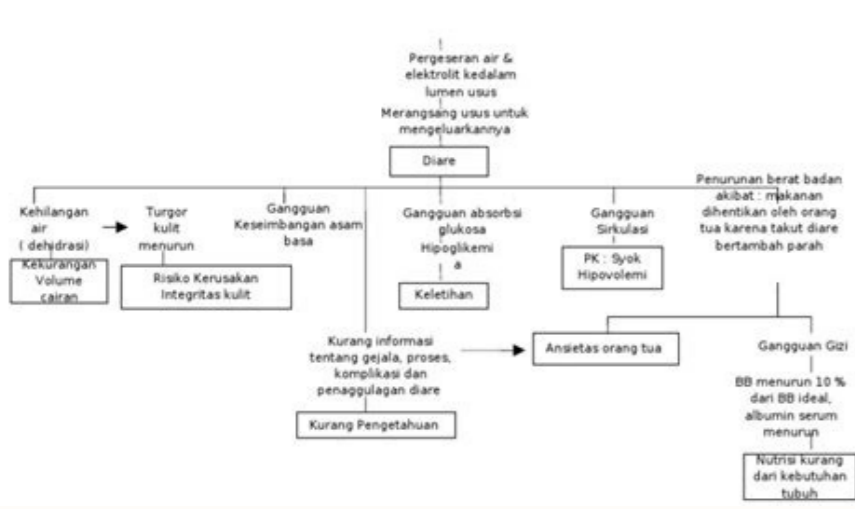 Pergeseran air &
elektrolit kedalam
lumen usus
Merangsang usus untuk
mengeluarkannya
Diare
Kehilangan
air
( dehidrasi)
Kekurangan
Volume
cairan
Turgor
kulit
menurun
Risiko Kerusakan
Integritas kulit
Gangguan
Keseimbangan asam
basa
Gangguan absorbsi
glukosa
Hipoglikemi
a
Keletihan
Gangguan
Sirkulasi
PK : Syok
Hipovolemi
Penurunan berat badan
akibat : makanan
dihentikan oleh orang
tua karena takut diare
bertambah parah
Kurang informasi
tentang gejala, proses,
komplikasi dan
penaggulagan diare
Kurang Pengetahuan
Ansietas orang tua
Gangguan Gizi
BB menurun 10 %
dari BB ideal,
albumin serum
menurun
Nutrisi kurang
dari kebutuhan
tubuh